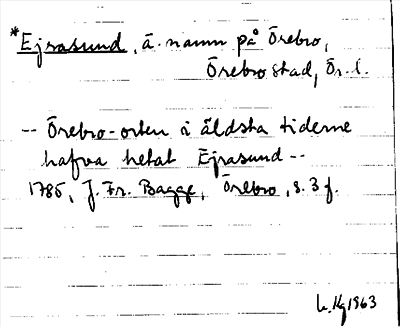 *Ejrasund, ä. namn på Örebro,
Örebro stad, Ör. l.
-- Örebro-orten i äldsta tiderne
hafva hetat Ejrasund --
1785, J. Fr. Bagge, Örebro, s. 3 f.
L. Hg 1963